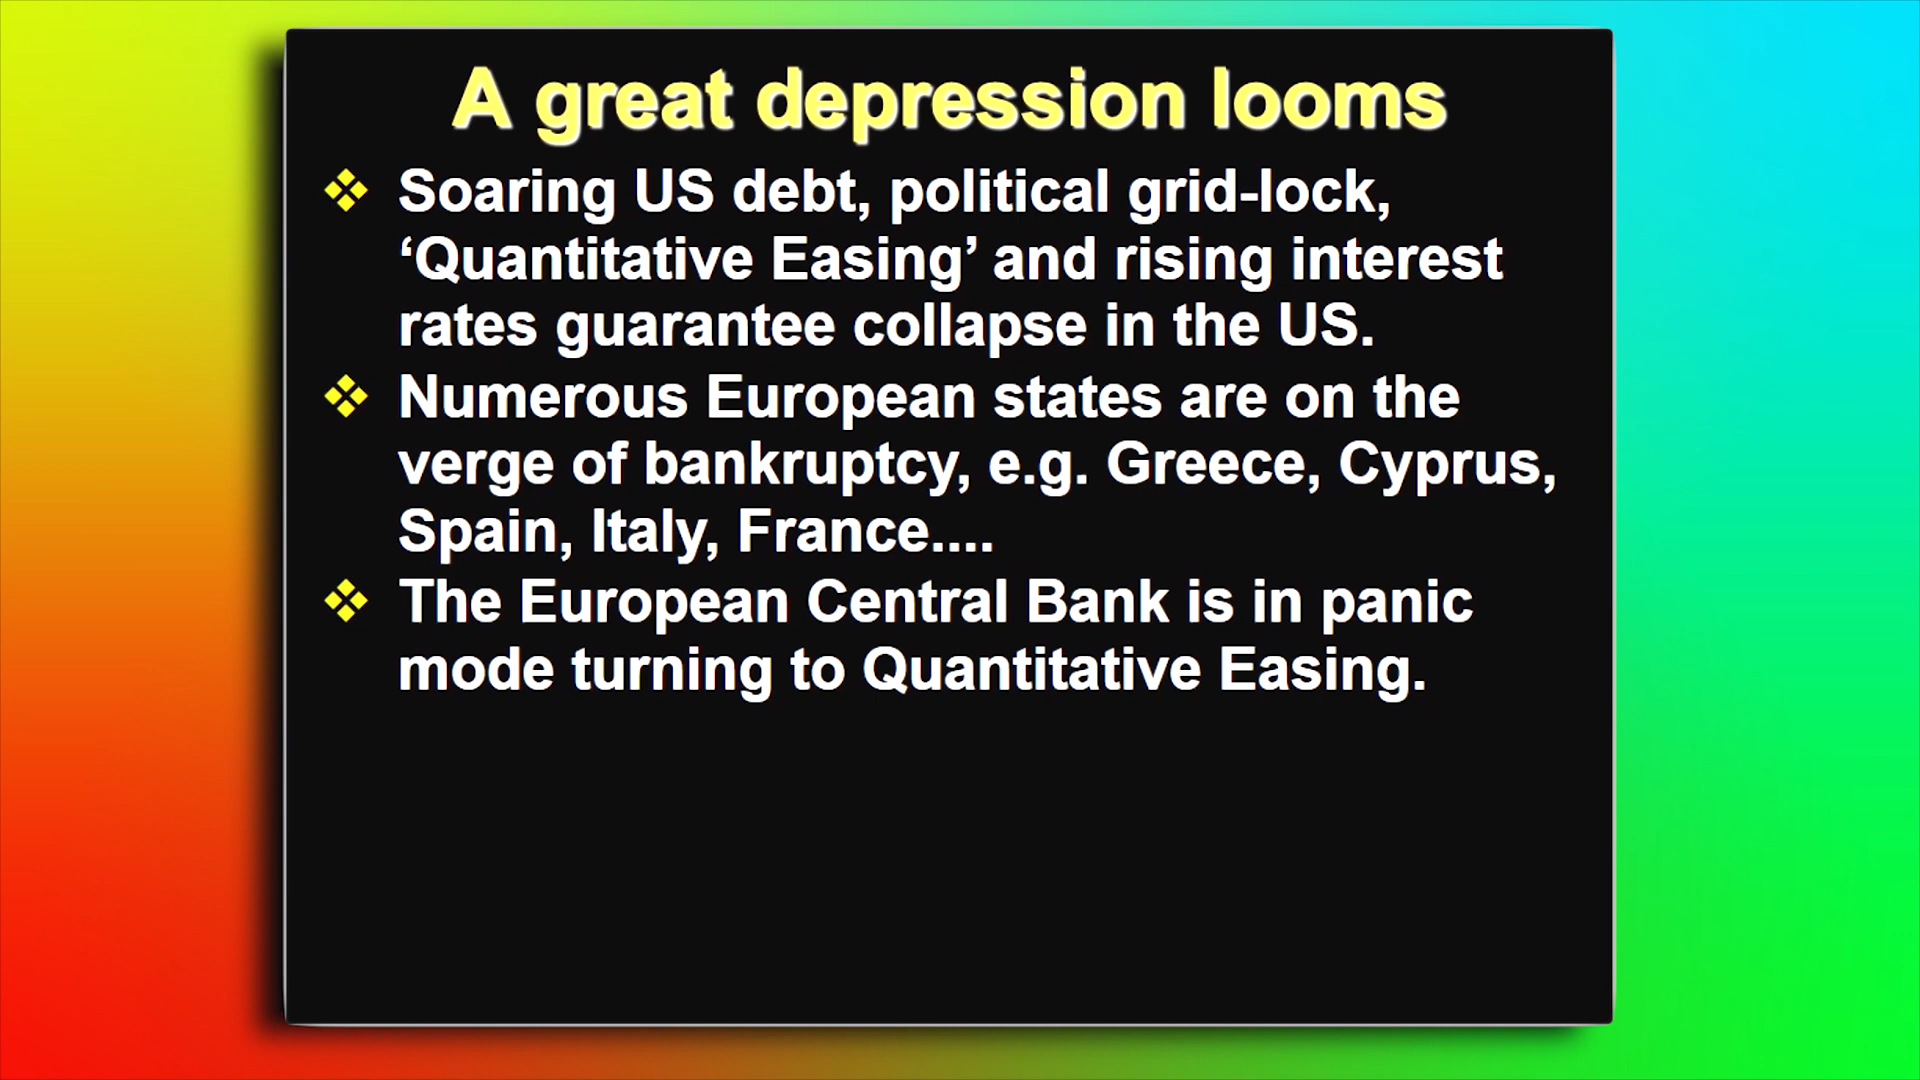 A great depression looms
❖ Soaring US debt, political grid-lock,
‘Quantitative Easing’ and rising interest
rates guarantee collapse in the US.
❖ Numerous European states are on the
verge of bankruptcy, e.g. Greece, Cyprus,
Spain, Italy, France....
❖ The European Central Bank is in panic
mode turning to Quantitative Easing.